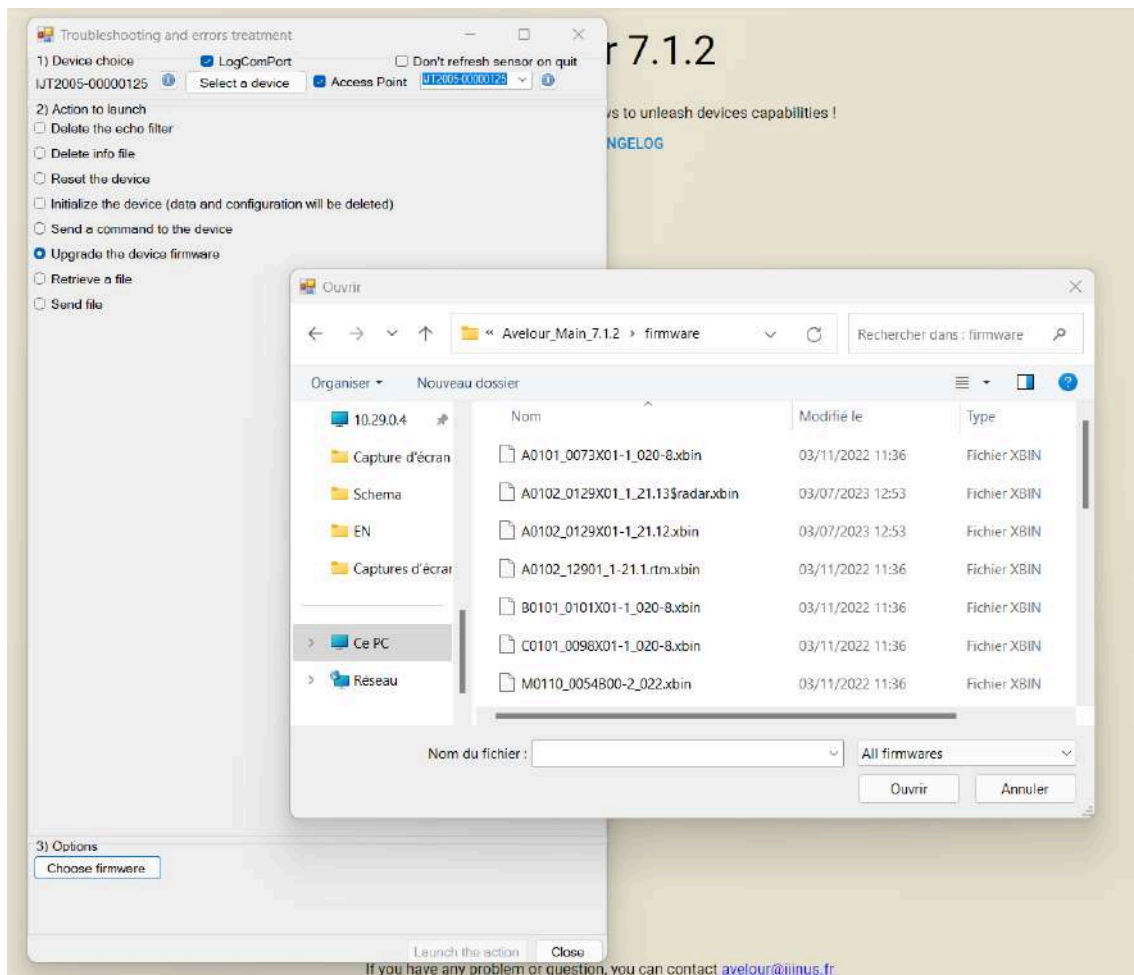 Troubleshooting and errors treatment
1) Device choice
LogComPort
Don't refresh sensor on quit
IJT2005-00000125
Select a device
Access Point
IJT2005-00000125
2) Action to launch
Delete the echo filter
Delete info file
Reset the device
Initialize the device (data and configuration will be deleted)
Send a command to the device
Upgrade the device firmware
Retrieve a file
Send file
r 7.1.2
vs to unleash devices capabilities !
NGELOG
Ouvrir
« Avelour_Main_7.1.2 › firmware
Rechercher dans : firmware
Organiser
Nouveau dossier
10.29.0.4
Capture d'écran
Schema
EN
Captures d'écrar
Ce PC
Réseau
Nom Modifié le Type
A0101_0073X01-1_020-8.xbin 03/11/2022 11:36 Fichier XBIN
A0102_0129X01_1_21.13$radar.xbin 03/07/2023 12:53 Fichier XBIN
A0102_0129X01-1_21.12.xbin 03/07/2023 12:53 Fichier XBIN
A0102_12901_1-21.1.rtm.xbin 03/11/2022 11:36 Fichier XBIN
B0101_0101X01-1_020-8.xbin 03/11/2022 11:36 Fichier XBIN
C0101_0098X01-1_020-8.xbin 03/11/2022 11:36 Fichier XBIN
M0110_0054B00-2_022.xbin 03/11/2022 11:36 Fichier XBIN
Nom du fichier :
All firmwares
Ouvrir
Annuler
3) Options
Choose firmware
Launch the action
Close
If you have any problem or question, you can contact avelour@ijinus.fr